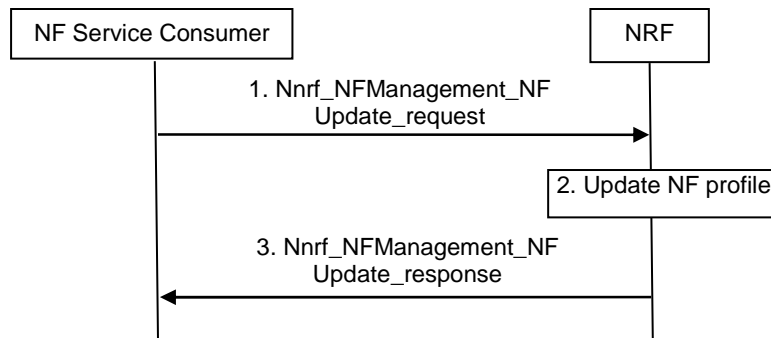 NF Service Consumer
NRF
1. Nnrf_NFManagement_NF
Update_request
2. Update NF profile
3. Nnrf_NFManagement_NF
Update_response